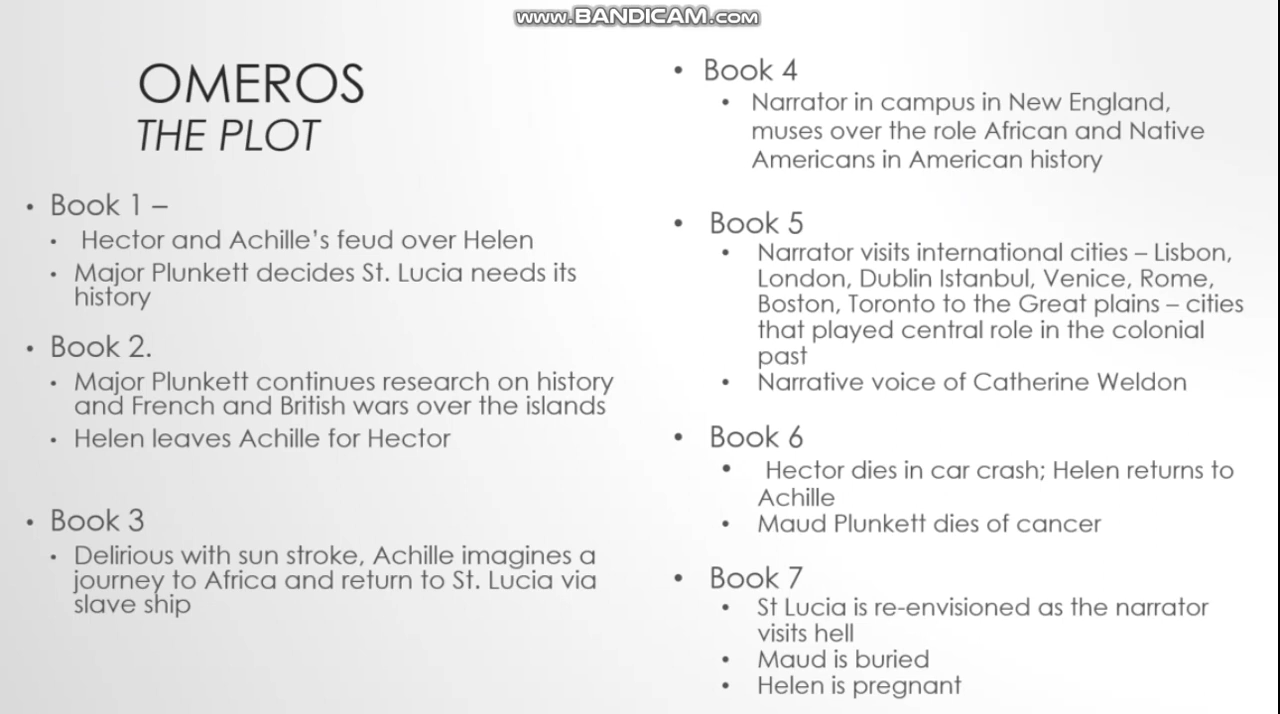 www.BANDICAM.com
OMEROS
THE PLOT
• Book 1 –
• Hector and Achille's feud over Helen
• Major Plunkett decides St. Lucia needs its
history
• Book 2.
• Major Plunkett continues research on history
and French and British wars over the islands
• Helen leaves Achille for Hector
• Book 3
• Delirious with sun stroke, Achille imagines a
journey to Africa and return to St. Lucia via
slave ship
• Book 4
• Narrator in campus in New England,
muses over the role African and Native
Americans in American history
• Book 5
• Narrator visits international cities – Lisbon,
London, Dublin Istanbul, Venice, Rome,
Boston, Toronto to the Great plains – cities
that played central role in the colonial
past
• Narrative voice of Catherine Weldon
• Book 6
• Hector dies in car crash; Helen returns to
Achille
• Maud Plunkett dies of cancer
• Book 7
• St Lucia is re-envisioned as the narrator
visits hell
• Maud is buried
• Helen is pregnant